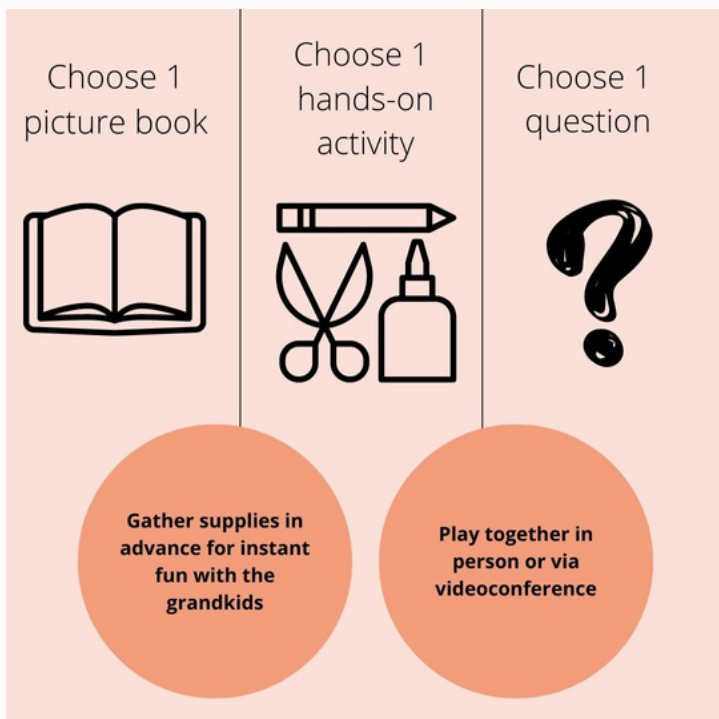 Choose 1
picture book
Choose 1
hands-on
activity
Choose 1
question
?
Gather supplies in
advance for instant
fun with the
grandkids
Play together in
person or via
videoconference